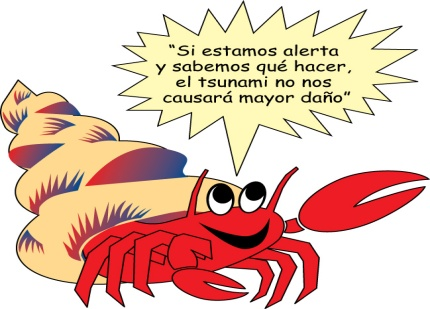 “Si estamos alerta
y sabemos qué hacer,
el tsunami no nos
causará mayor daño”